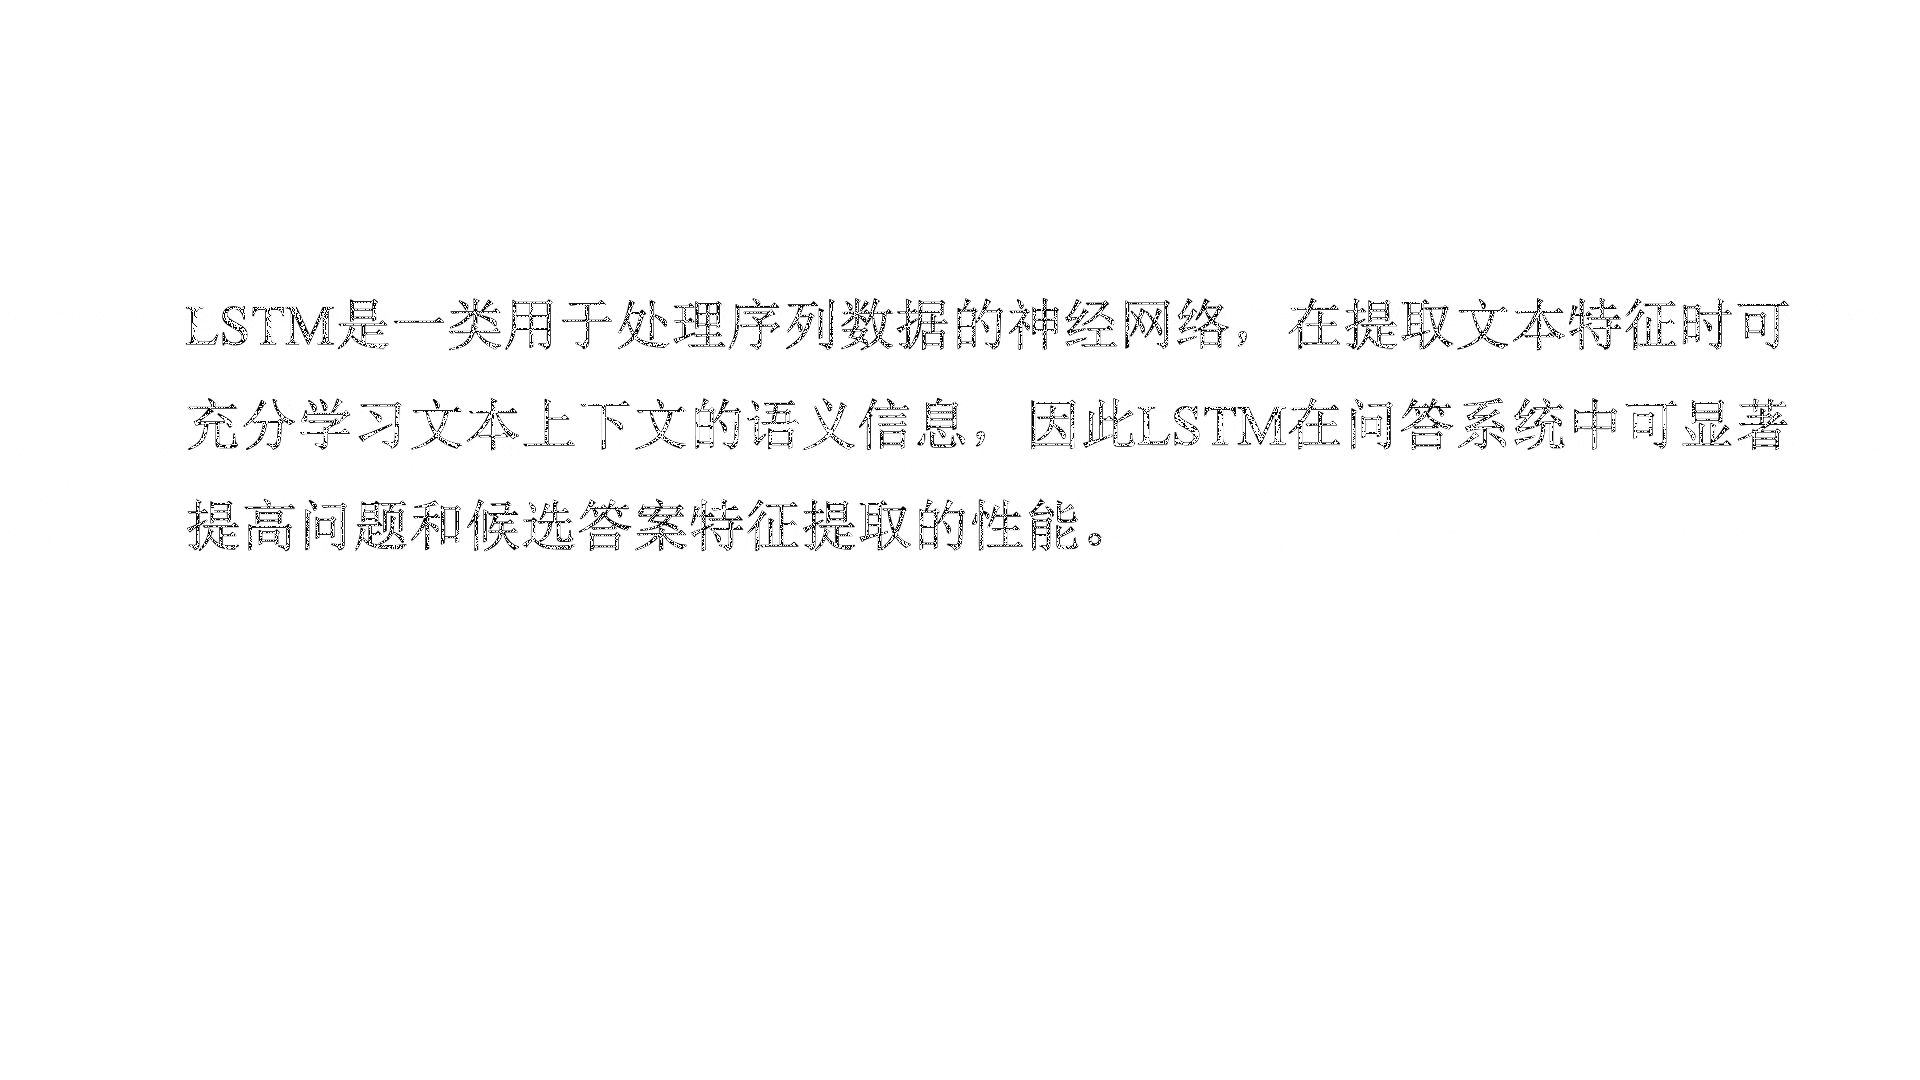 LSTM是一类用于处理序列数据的神经网络，在提取文本特征时可
充分学习文本上下文的语义信息，因此LSTM在问答系统中可显著
提高问题和候选答案特征提取的性能。